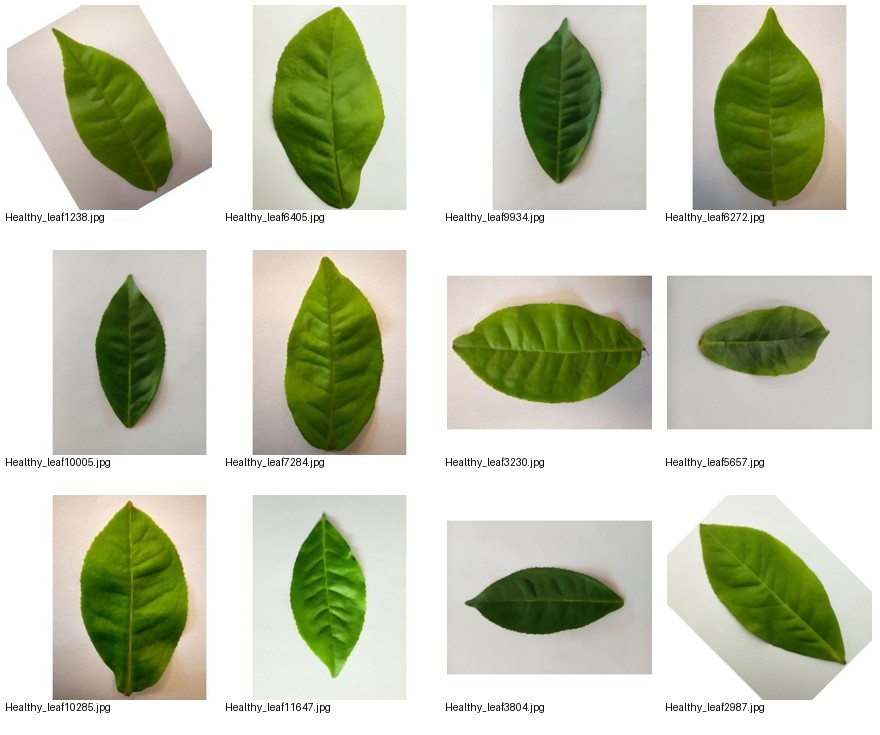 Healthy_leaf1238.jpg
Healthy_leaf6405.jpg
Healthy_leaf9934.jpg
Healthy_leaf6272.jpg
Healthy_leaf10005.jpg
Healthy_leaf7284.jpg
Healthy_leaf3230.jpg
Healthy_leaf5657.jpg
Healthy_leaf10285.jpg
Healthy_leaf11647.jpg
Healthy_leaf3804.jpg
Healthy_leaf2987.jpg